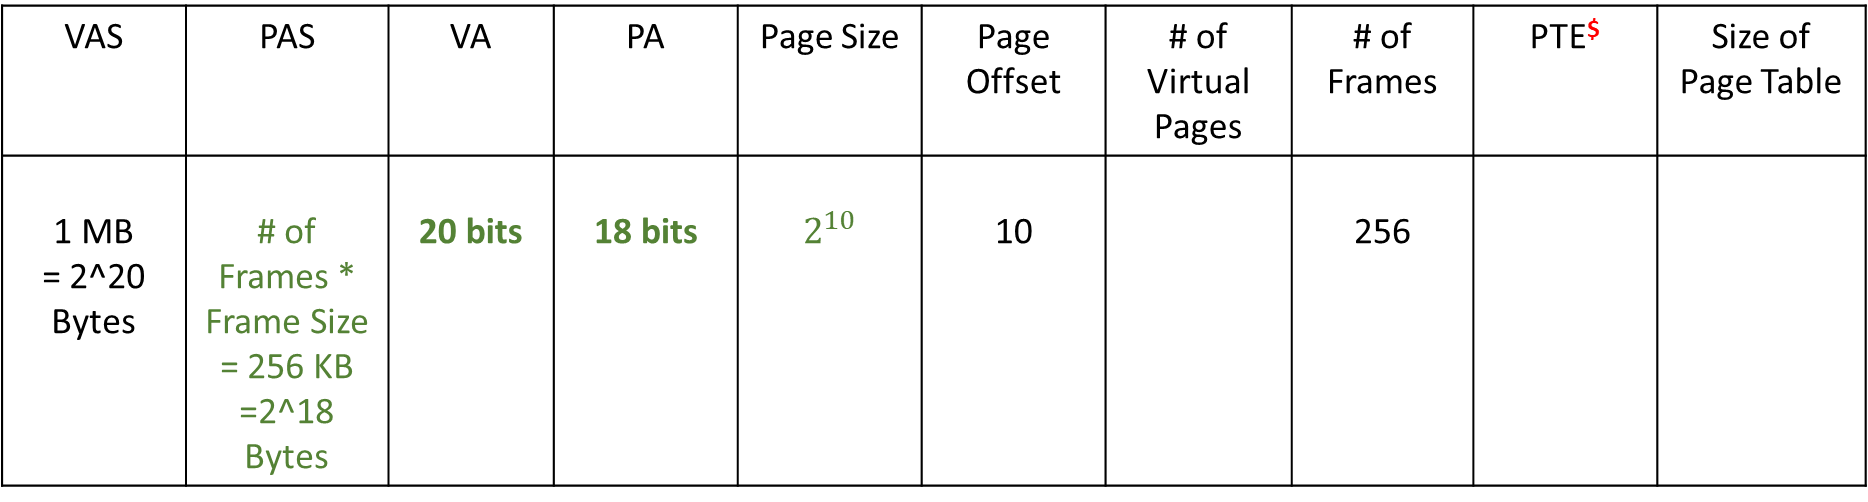 VAS
PAS
VA
PA
Page Size
Page
Offset
# of
Virtual
Pages
# of
Frames
PTE$
Size of
Page Table
1 MB
= 2^20
Bytes
# of
Frames *
Frame Size
= 256 KB
=2^18
Bytes
20 bits
18 bits
2¹⁰
10
256